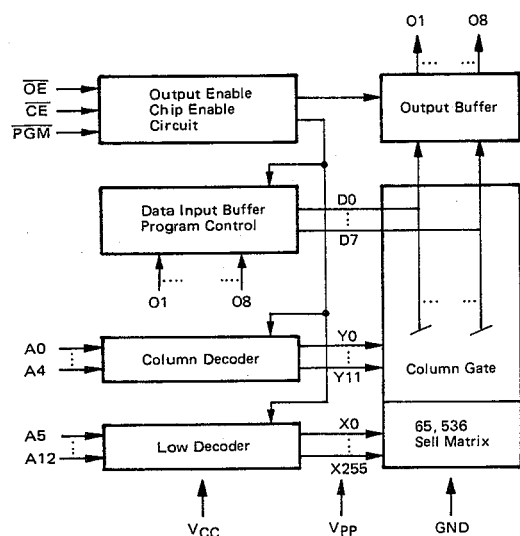 O1 O8
OE
CE
PGM
Output Enable
Chip Enable
Circuit
Output Buffer
Data Input Buffer
Program Control
D0
D7
O1 O8
A0
A4
Column Decoder
Y0
Y11
Column Gate
A5
A12
Low Decoder
X0
X255
65, 536
Sell Matrix
VCC
VPP
GND